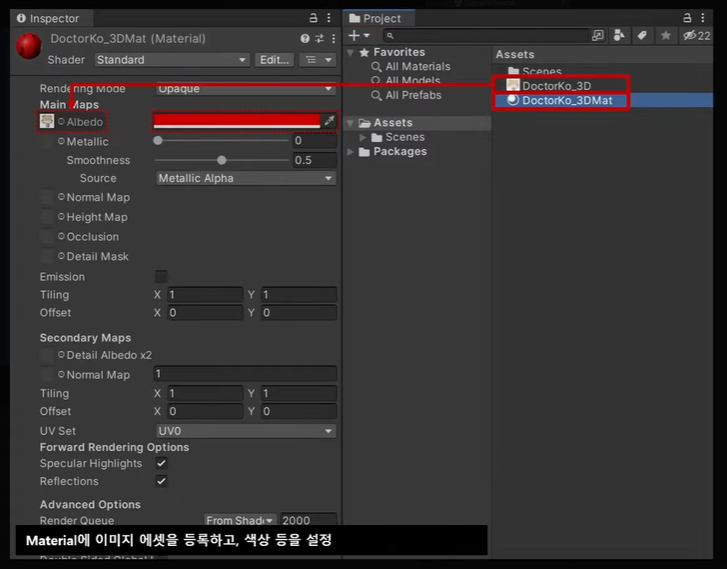 Inspector
DoctorKo_3DMat (Material)
Shader Standard Edit...
Rendering Mode Opaque
Main Maps
Albedo
Metallic 0
Smoothness 0.5
Source Metallic Alpha
Normal Map
Height Map
Occlusion
Detail Mask
Emission
Tiling X 1 Y 1
Offset X 0 Y 0
Secondary Maps
Detail Albedo x2
Normal Map 1
Tiling X 1 Y 1
Offset X 0 Y 0
UV Set UV0
Forward Rendering Options
Specular Highlights
Reflections
Advanced Options
Render Queue From Shade 2000
Project
22
Favorites
All Materials
All Models
All Prefabs
Assets
Scenes
Packages
Assets
Scenes
DoctorKo_3D
DoctorKo_3DMat
Material에 이미지 에셋을 등록하고, 색상 등을 설정